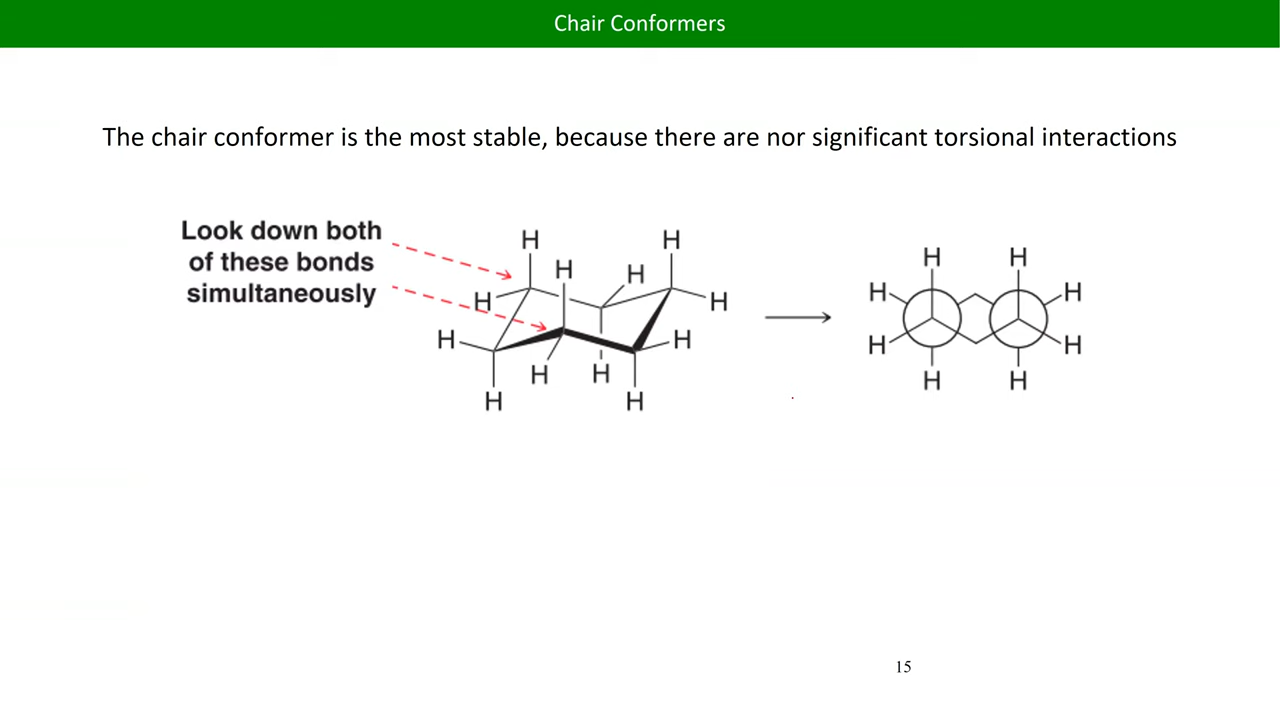 Chair Conformers
The chair conformer is the most stable, because there are nor significant torsional interactions
Look down both
of these bonds
simultaneously
H H
H H
H H
H H
H H H
H H
H H
H H
H H
H H
15